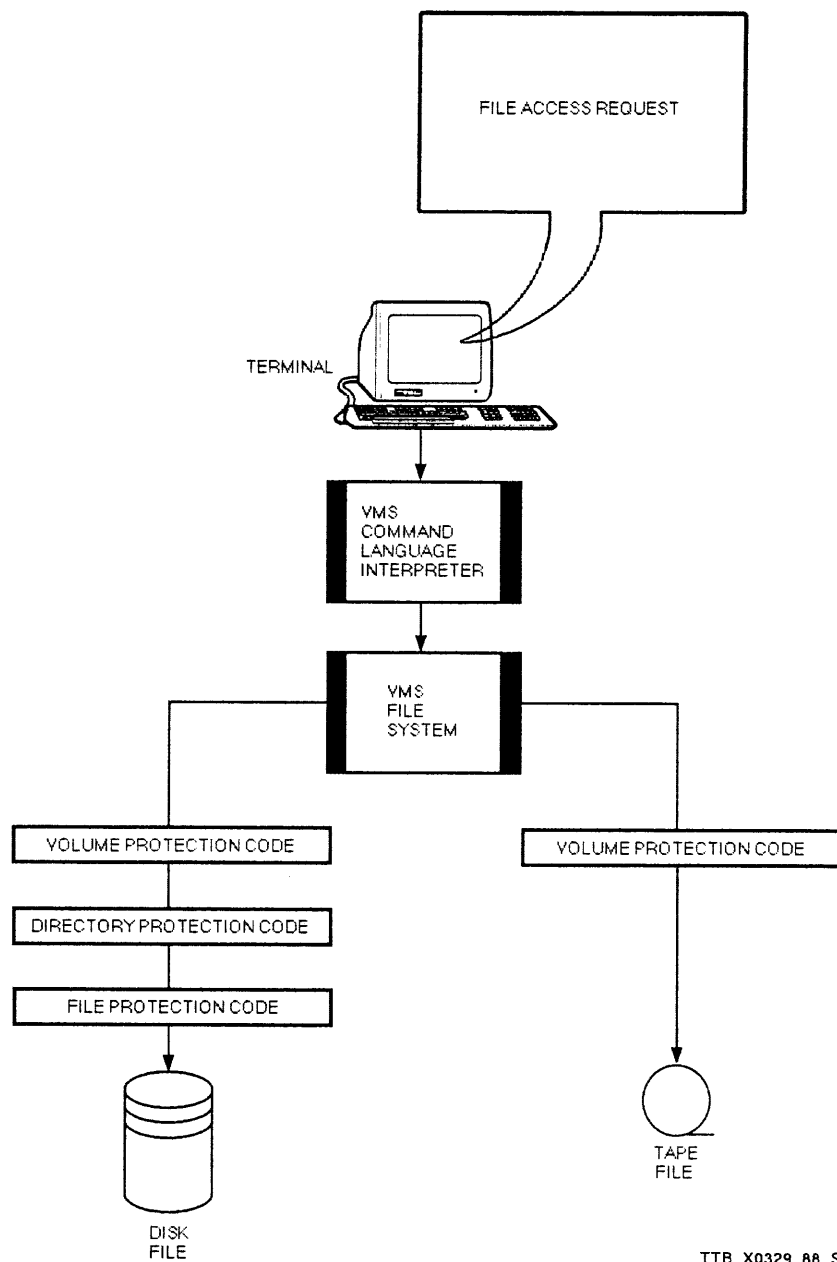 FILE ACCESS REQUEST
TERMINAL
VMS
COMMAND
LANGUAGE
INTERPRETER
VMS
FILE
SYSTEM
VOLUME PROTECTION CODE
VOLUME PROTECTION CODE
DIRECTORY PROTECTION CODE
FILE PROTECTION CODE
TAPE
FILE
DISK
FILE
TTB_X0329_88_S